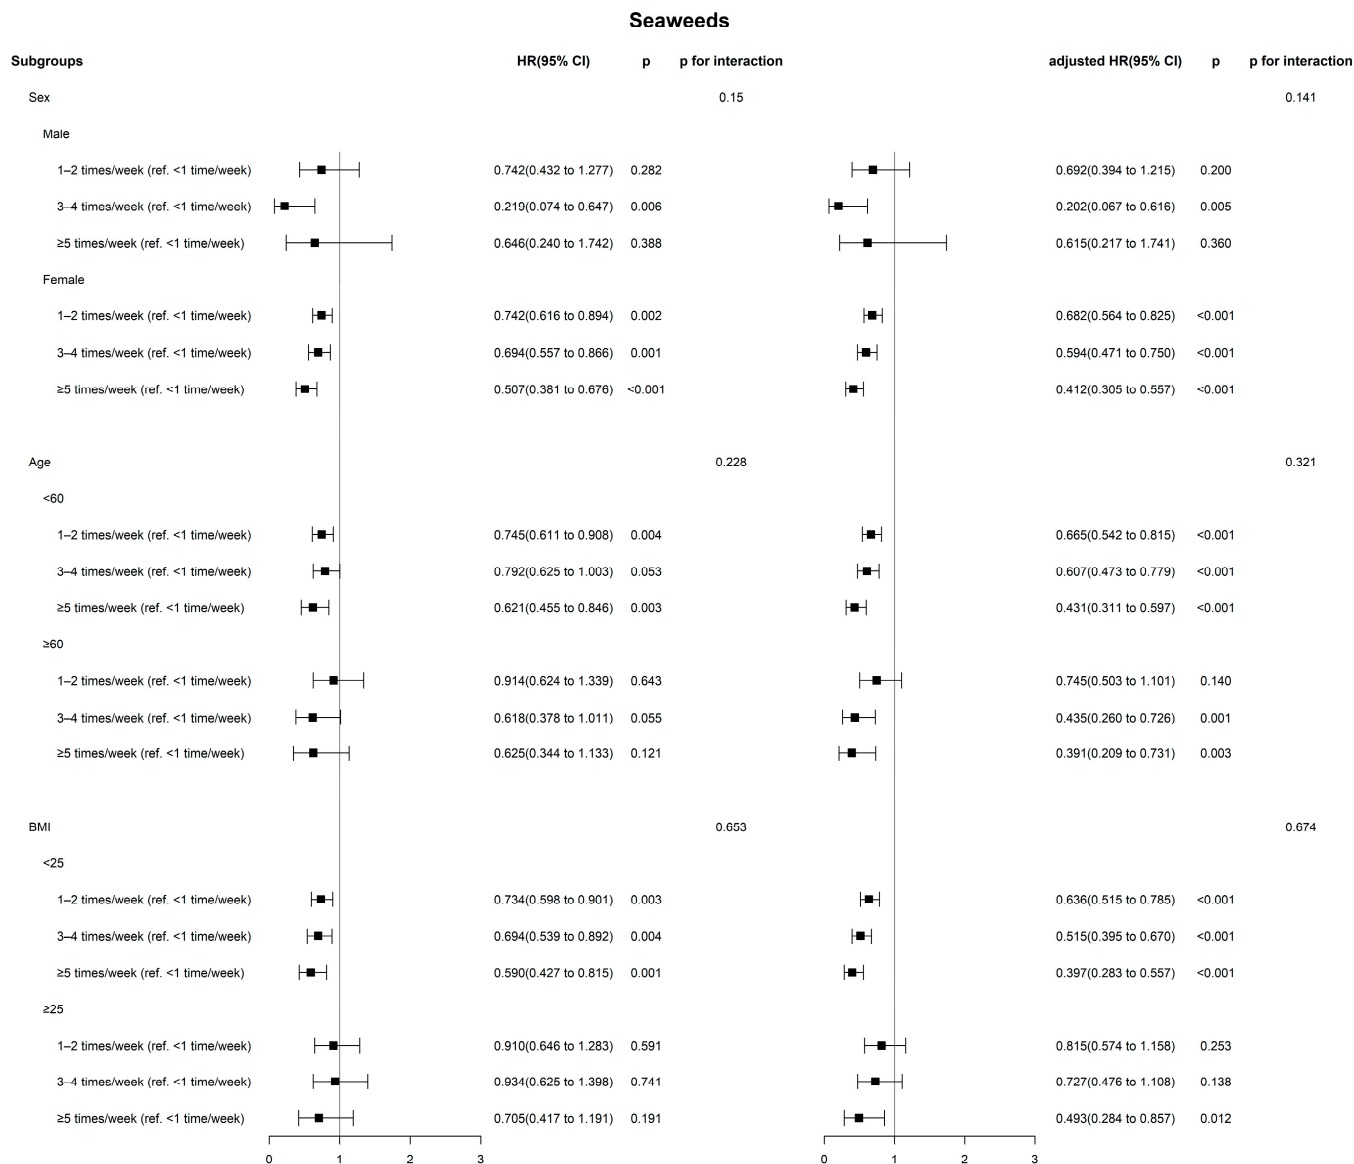 Seaweeds
Subgroups HR(95% CI) p p for interaction adjusted HR(95% CI) p p for interaction
Sex 0.15 0.141
Male
1–2 times/week (ref. <1 time/week) 0.742(0.432 to 1.277) 0.282 0.692(0.394 to 1.215) 0.200
3–4 times/week (ref. <1 time/week) 0.219(0.074 to 0.647) 0.006 0.202(0.067 to 0.616) 0.005
≥5 times/week (ref. <1 time/week) 0.646(0.240 to 1.742) 0.388 0.615(0.217 to 1.741) 0.360
Female
1–2 times/week (ref. <1 time/week) 0.742(0.616 to 0.894) 0.002 0.682(0.564 to 0.825) <0.001
3–4 times/week (ref. <1 time/week) 0.694(0.557 to 0.866) 0.001 0.594(0.471 to 0.750) <0.001
≥5 times/week (ref. <1 time/week) 0.507(0.381 to 0.676) <0.001 0.412(0.305 to 0.557) <0.001
Age 0.228 0.321
<60
1–2 times/week (ref. <1 time/week) 0.745(0.611 to 0.908) 0.004 0.665(0.542 to 0.815) <0.001
3–4 times/week (ref. <1 time/week) 0.792(0.625 to 1.003) 0.053 0.607(0.473 to 0.779) <0.001
≥5 times/week (ref. <1 time/week) 0.621(0.455 to 0.846) 0.003 0.431(0.311 to 0.597) <0.001
≥60
1–2 times/week (ref. <1 time/week) 0.914(0.624 to 1.339) 0.643 0.745(0.503 to 1.101) 0.140
3–4 times/week (ref. <1 time/week) 0.618(0.378 to 1.011) 0.055 0.435(0.260 to 0.726) 0.001
≥5 times/week (ref. <1 time/week) 0.625(0.344 to 1.133) 0.121 0.391(0.209 to 0.731) 0.003
BMI 0.653 0.674
<25
1–2 times/week (ref. <1 time/week) 0.734(0.598 to 0.901) 0.003 0.636(0.515 to 0.785) <0.001
3–4 times/week (ref. <1 time/week) 0.694(0.539 to 0.892) 0.004 0.515(0.395 to 0.670) <0.001
≥5 times/week (ref. <1 time/week) 0.590(0.427 to 0.815) 0.001 0.397(0.283 to 0.557) <0.001
≥25
1–2 times/week (ref. <1 time/week) 0.910(0.646 to 1.283) 0.591 0.815(0.574 to 1.158) 0.253
3–4 times/week (ref. <1 time/week) 0.934(0.625 to 1.398) 0.741 0.727(0.476 to 1.108) 0.138
≥5 times/week (ref. <1 time/week) 0.705(0.417 to 1.191) 0.191 0.493(0.284 to 0.857) 0.012
0 1 2 3 0 1 2 3